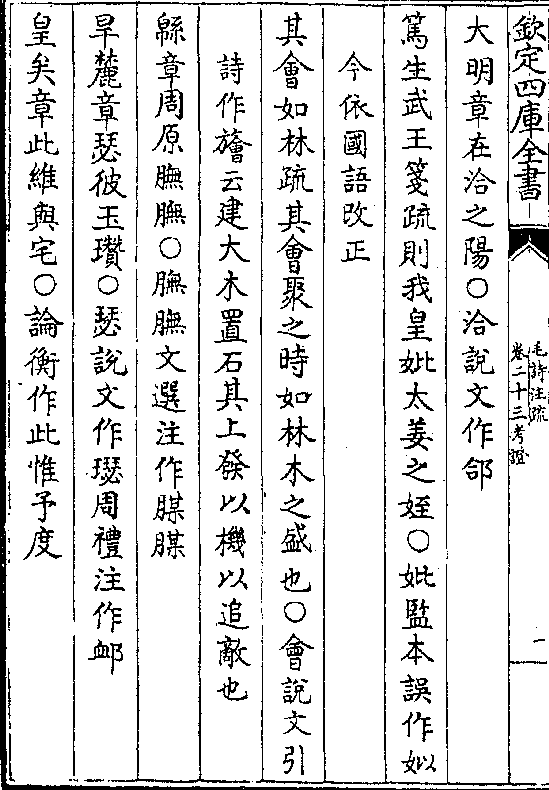 欽定四庫全書
毛詩注疏
卷二十三考證
一
大明章在洽之陽○洽說文作郃
篤生武王箋疏則我皇妣太姜之姪○妣監本誤作姒
今依國語改正
其會如林疏其會聚之時如林木之盛也○會說文引
詩作旝云建大木置石其上發以機以追敵也
緜章周原膴膴○膴膴文選注作腜腜
旱麓章瑟彼玉瓚○瑟說文作璱周禮注作卹
皇矣章此維與宅○論衡作此惟予度